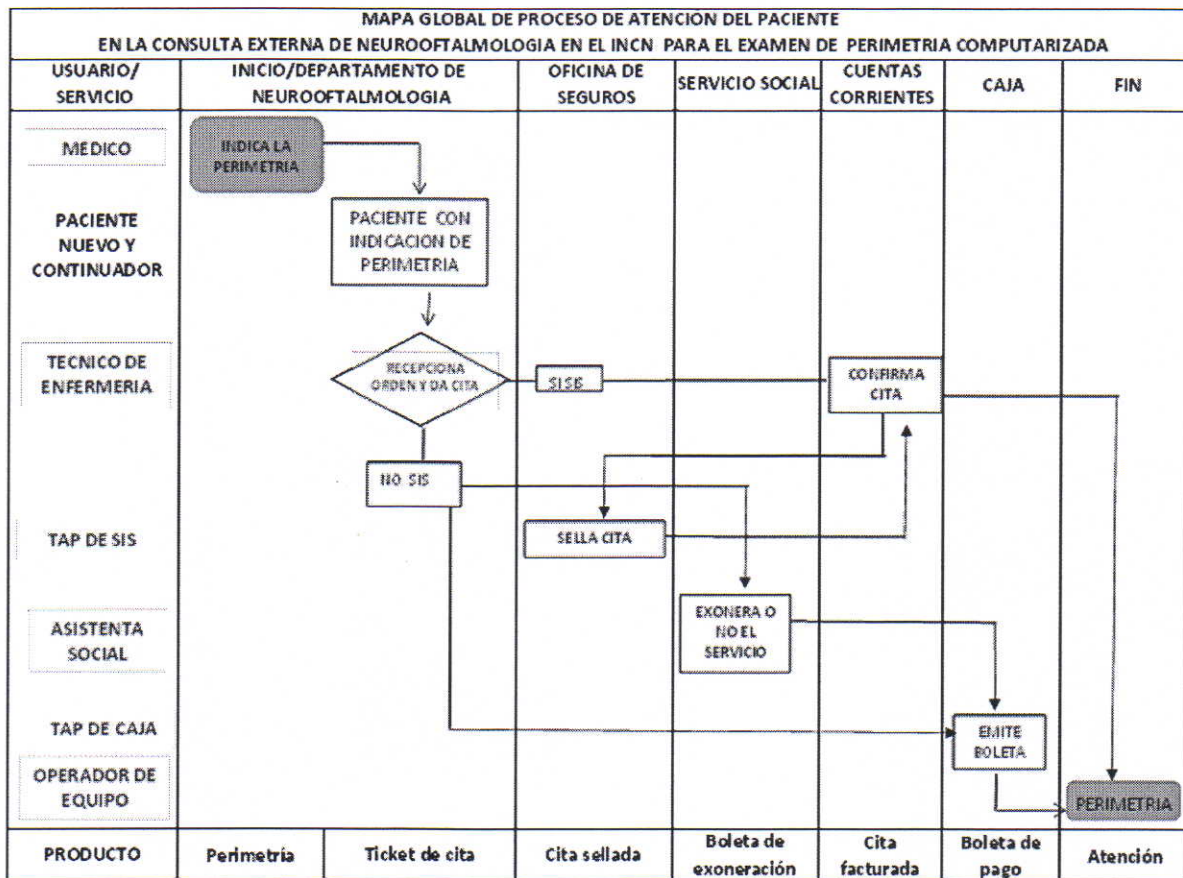 MAPA GLOBAL DE PROCESO DE ATENCIÓN DEL PACIENTE
EN LA CONSULTA EXTERNA DE NEUROOFTALMOLOGIA EN EL INCN PARA EL EXAMEN DE PERIMETRIA COMPUTARIZADA
USUARIO/
SERVICIO
INICIO/DEPARTAMENTO DE
NEUROOFTALMOLOGIA
OFICINA DE
SEGUROS
SERVICIO SOCIAL
CUENTAS
CORRIENTES
CAJA
FIN
MEDICO
INDICA LA
PERIMETRIA
PACIENTE
NUEVO Y
CONTINUADOR
PACIENTE CON
INDICACION DE
PERIMETRIA
TECNICO DE
ENFERMERIA
RECEPCIONA
ORDEN Y DA CITA
SI SIS
CONFIRMA
CITA
NO SIS
TAP DE SIS
SELLA CITA
ASISTENTA
SOCIAL
EXONERA O
NO EL
SERVICIO
TAP DE CAJA
EMITE
BOLETA
OPERADOR DE
EQUIPO
PERIMETRIA
PRODUCTO
Perimetría
Ticket de cita
Cita sellada
Boleta de
exoneración
Cita
facturada
Boleta de
pago
Atención